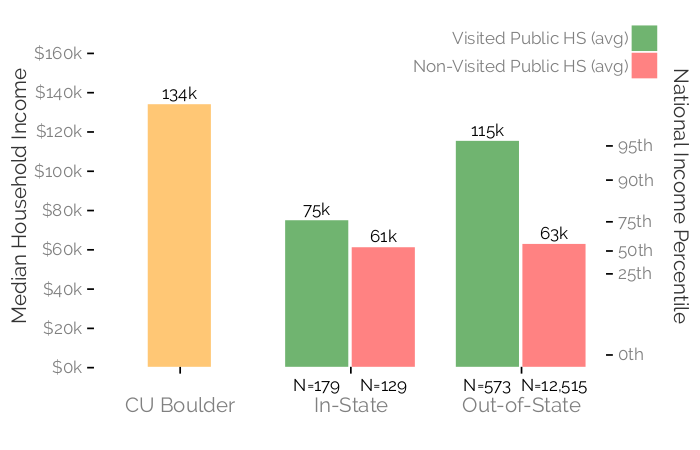 Visited Public HS (avg)
Non-Visited Public HS (avg)
Median Household Income
$160k
$140k
$120k
$100k
$80k
$60k
$40k
$20k
$0k
134k
75k
61k
115k
63k
N=179
N=129
N=573
N=12,515
CU Boulder
In-State
Out-of-State
95th
90th
75th
50th
25th
0th
National Income Percentile